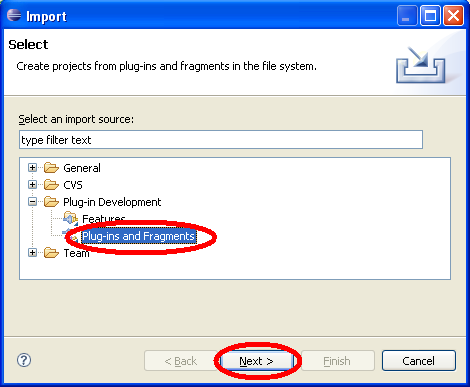 Import
Select
Create projects from plug-ins and fragments in the file system.
Select an import source:
type filter text
General
CVS
Plug-in Development
Features
Plug-ins and Fragments
Team
? < Back Next > Finish Cancel